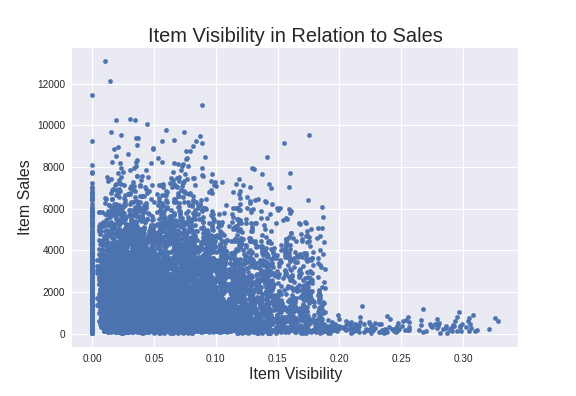 Item Visibility in Relation to Sales
12000
10000
8000
6000
4000
2000
0
Item Sales
0.00 0.05 0.10 0.15 0.20 0.25 0.30
Item Visibility